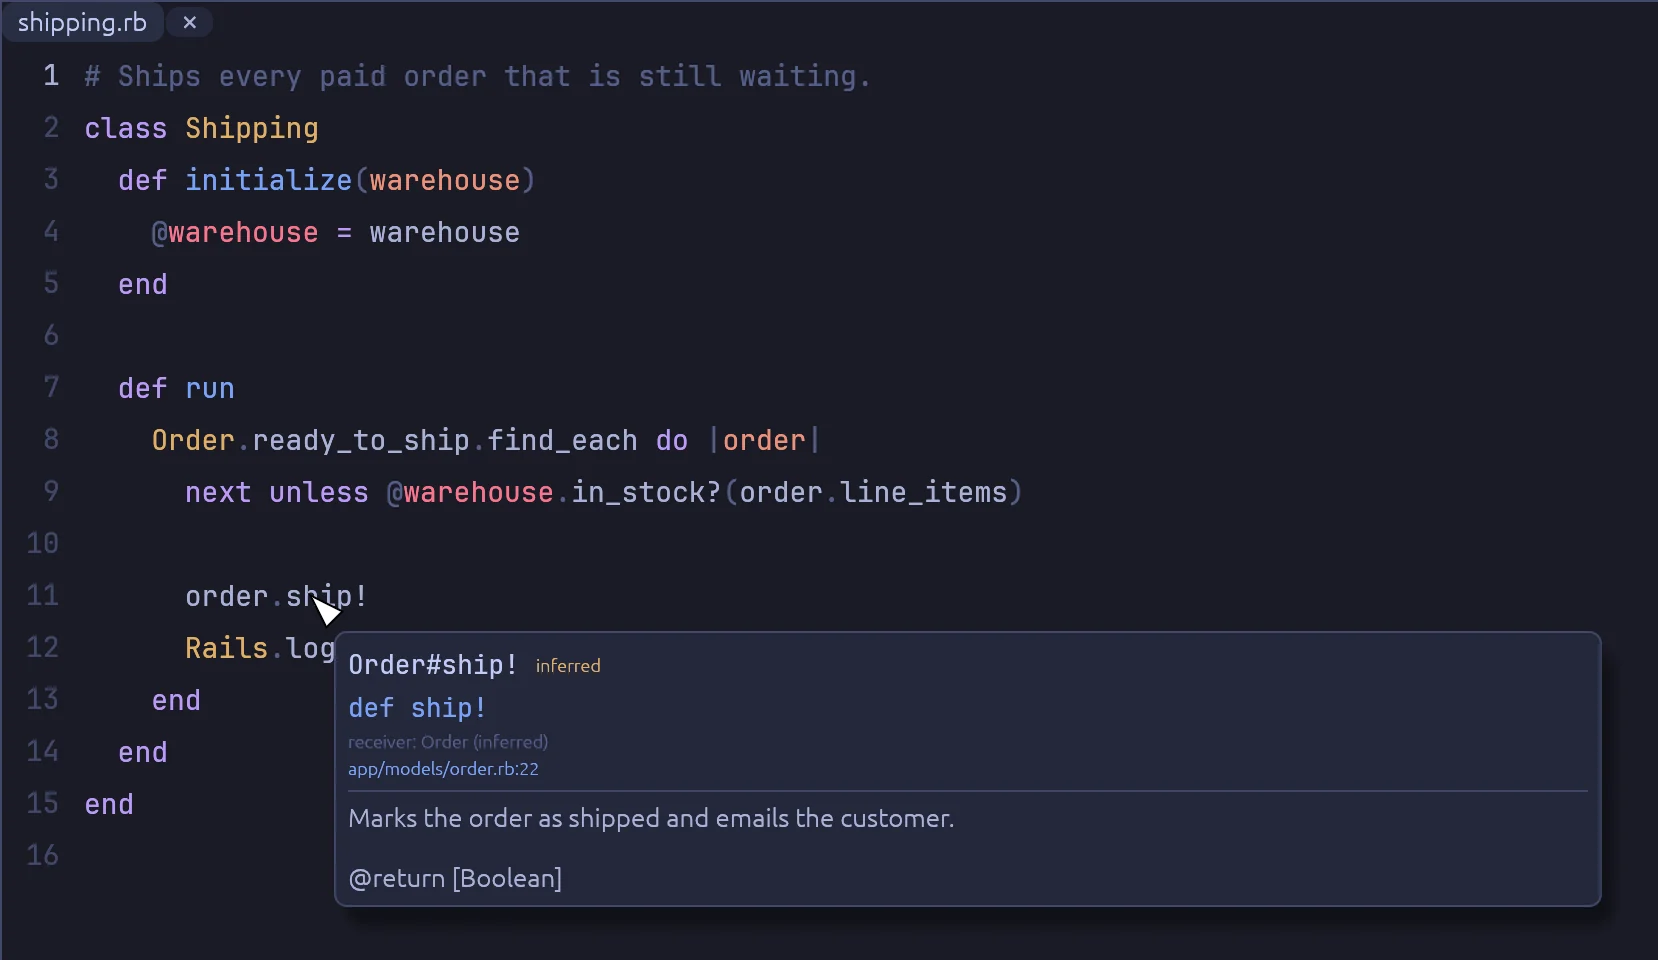 shipping.rb ×
1 # Ships every paid order that is still waiting.
2 class Shipping
3   def initialize(warehouse)
4     @warehouse = warehouse
5   end
6
7   def run
8     Order.ready_to_ship.find_each do |order|
9       next unless @warehouse.in_stock?(order.line_items)
10
11       order.ship!
12       Rails.log
Order#ship! inferred
def ship!
receiver: Order (inferred)
app/models/order.rb:22
Marks the order as shipped and emails the customer.
@return [Boolean]
13     end
14   end
15 end
16